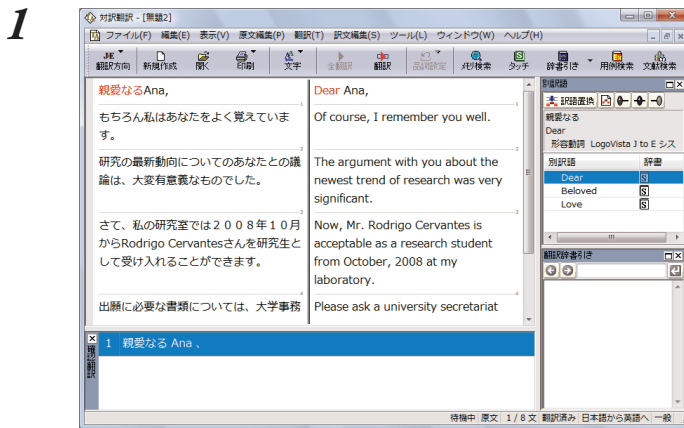 1
対訳翻訳 - [無題2]
ファイル(F) 編集(E) 表示(V) 原文編集(P) 翻訳(T) 訳文編集(S) ツール(L) ウィンドウ(W) ヘルプ(H)
J-E
翻訳方向 新規作成 開く 印刷 文字 全翻訳 翻訳 品詞設定 メモリ検索 タッチ 辞書引き 用例検索 文献検索
親愛なるAna,
もちろん私はあなたをよく覚えていま
す。
研究の最新動向についてのあなたとの議
論は、大変有意義なものでした。
さて、私の研究室では２００８年１０月
からRodrigo Cervantesさんを研究生と
して受け入れることができます。
出願に必要な書類については、大学事務
Dear Ana,
1
Of course, I remember you well.
2
The argument with you about the
newest trend of research was very
significant.
3
Now, Mr. Rodrigo Cervantes is
acceptable as a research student
from October, 2008 at my
laboratory.
4
Please ask a university secretariat
別訳語
訳語置換
親愛なる
Dear
形容動詞 LogoVista J to E シス
別訳語 辞書
Dear S
Beloved S
Love S
翻訳辞書引き
確認翻訳
1 親愛なる Ana 、
待機中 原文 1 / 8 文 翻訳済み 日本語から英語へ 一般